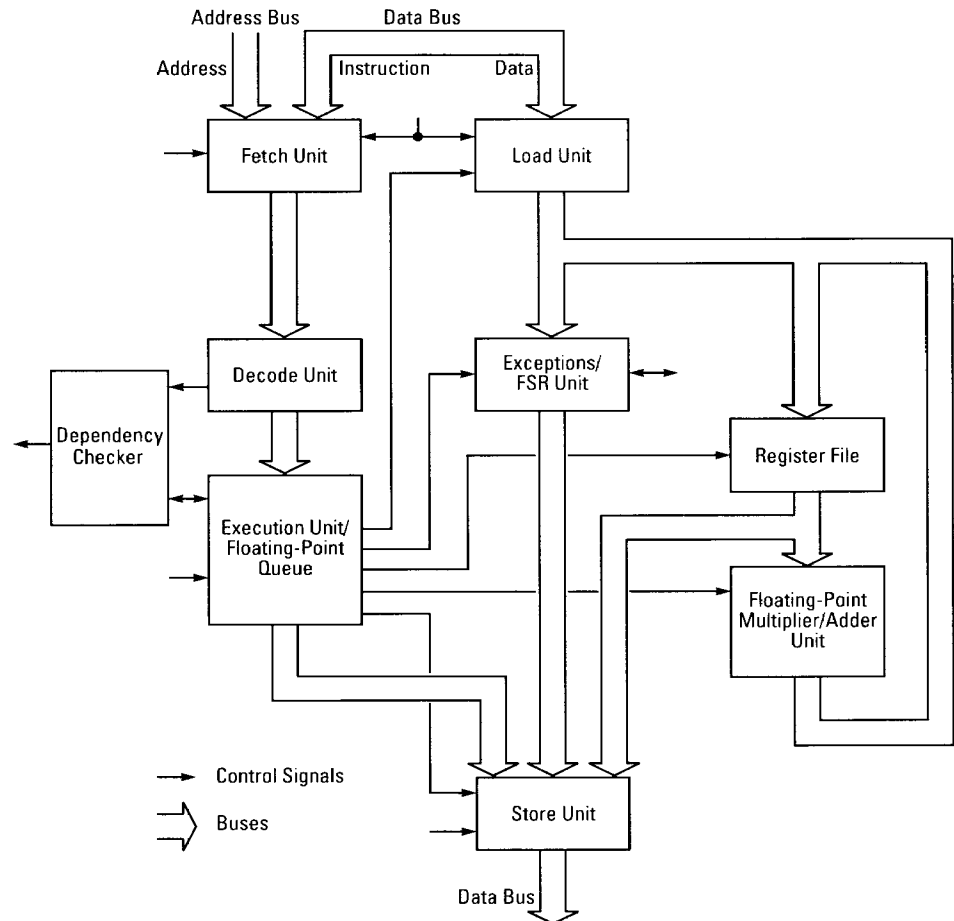 Address Bus
Data Bus
Address
Instruction
Data
Fetch Unit
Load Unit
Decode Unit
Exceptions/
FSR Unit
Dependency
Checker
Register File
Execution Unit/
Floating-Point
Queue
Floating-Point
Multiplier/Adder
Unit
Control Signals
Store Unit
Buses
Data Bus